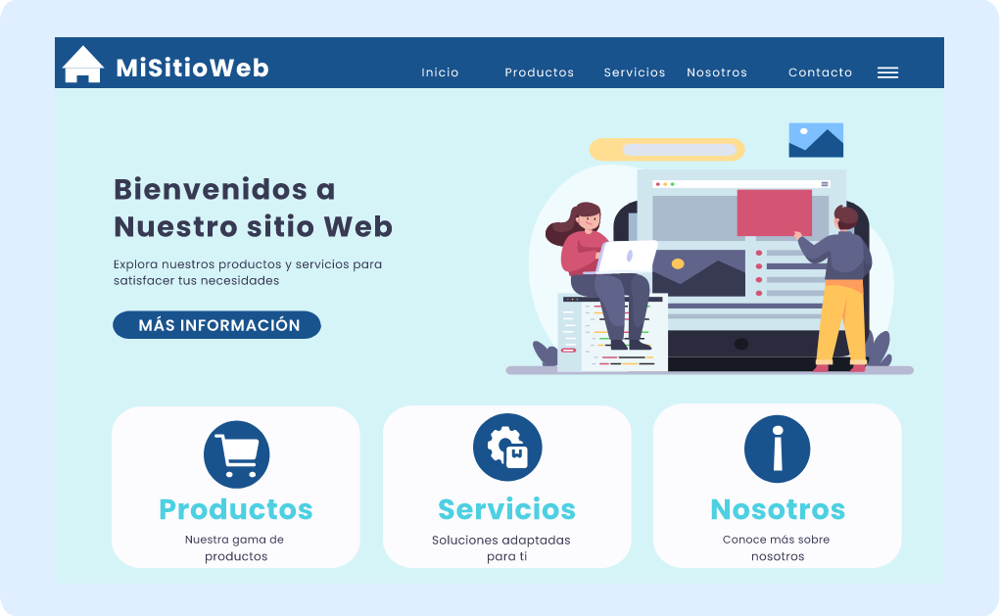 MiSitioWeb
Inicio Productos Servicios Nosotros Contacto
Bienvenidos a
Nuestro sitio Web
Explora nuestros productos y servicios para
satisfacer tus necesidades
MÁS INFORMACIÓN
Productos
Nuestra gama de
productos
Servicios
Soluciones adaptadas
para ti
Nosotros
Conoce más sobre
nosotros